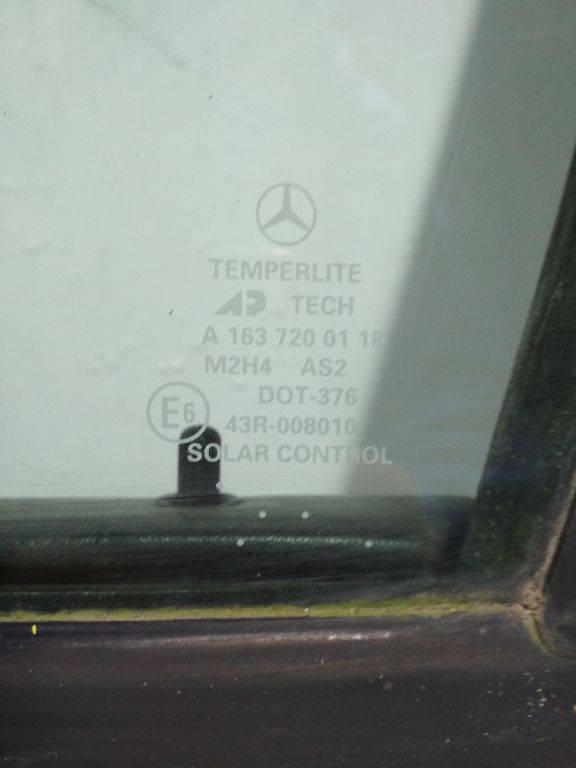 TEMPERLITE
AP TECH
A 163 720 01 18
M2H4 AS2
DOT-376
E6 43R-008010
SOLAR CONTROL